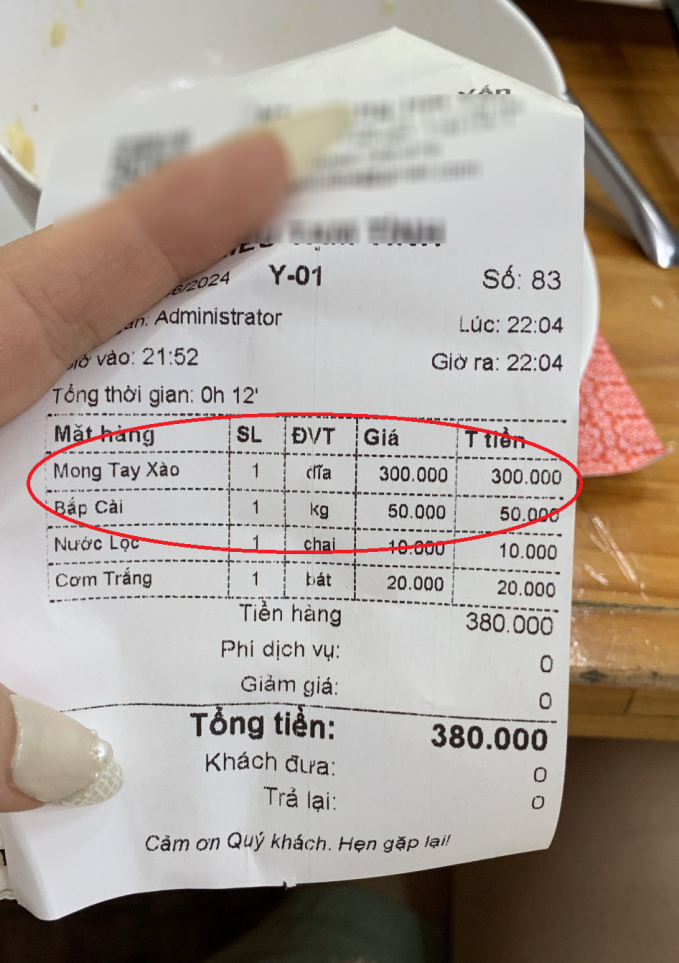 6/2024 Y-01 Số: 83
Administrator Lúc: 22:04
vào: 21:52 Giờ ra: 22:04
Tổng thời gian: 0h 12'
Mặt hàng SL ĐVT Giá T tiền
Mong Tay Xào 1 dĩa 300.000 300.000
Bắp Cải 1 kg 50.000 50.000
Nước Lọc 1 chai 10.000 10.000
Cơm Trắng 1 bát 20.000 20.000
Tiền hàng 380.000
Phí dịch vụ: 0
Giảm giá: 0
Tổng tiền: 380.000
Khách đưa: 0
Trả lại: 0
Cảm ơn Quý khách. Hẹn gặp lại!